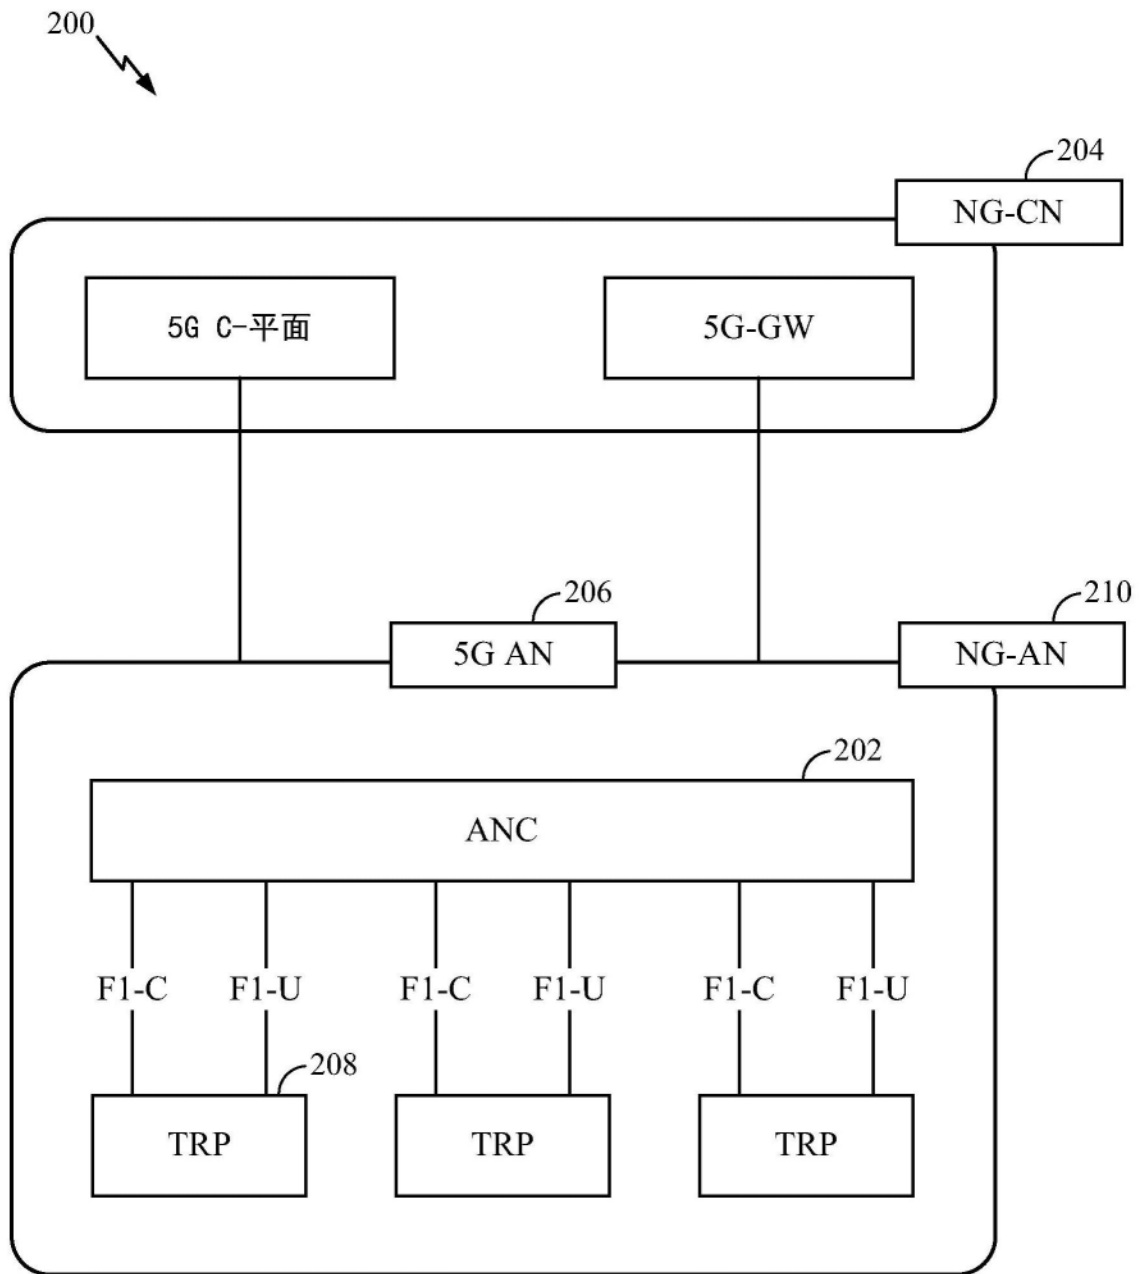 200
204
NG-CN
5G C-平面
5G-GW
206
210
5G AN
NG-AN
202
ANC
F1-C F1-U F1-C F1-U F1-C F1-U
208
TRP TRP TRP